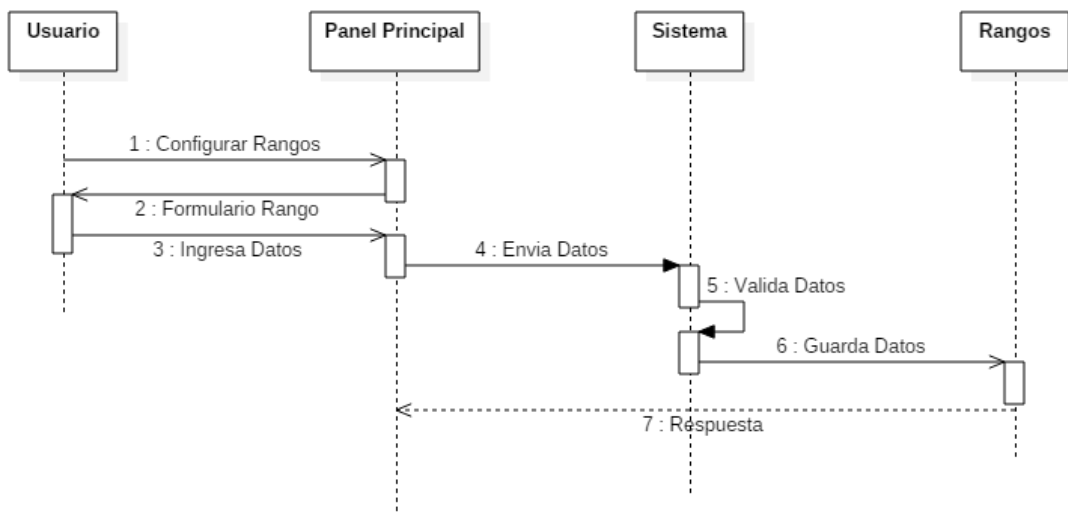 Usuario
Panel Principal
Sistema
Rangos
1 : Configurar Rangos
2 : Formulario Rango
3 : Ingresa Datos
4 : Envia Datos
5 : Valida Datos
6 : Guarda Datos
7 : Respuesta